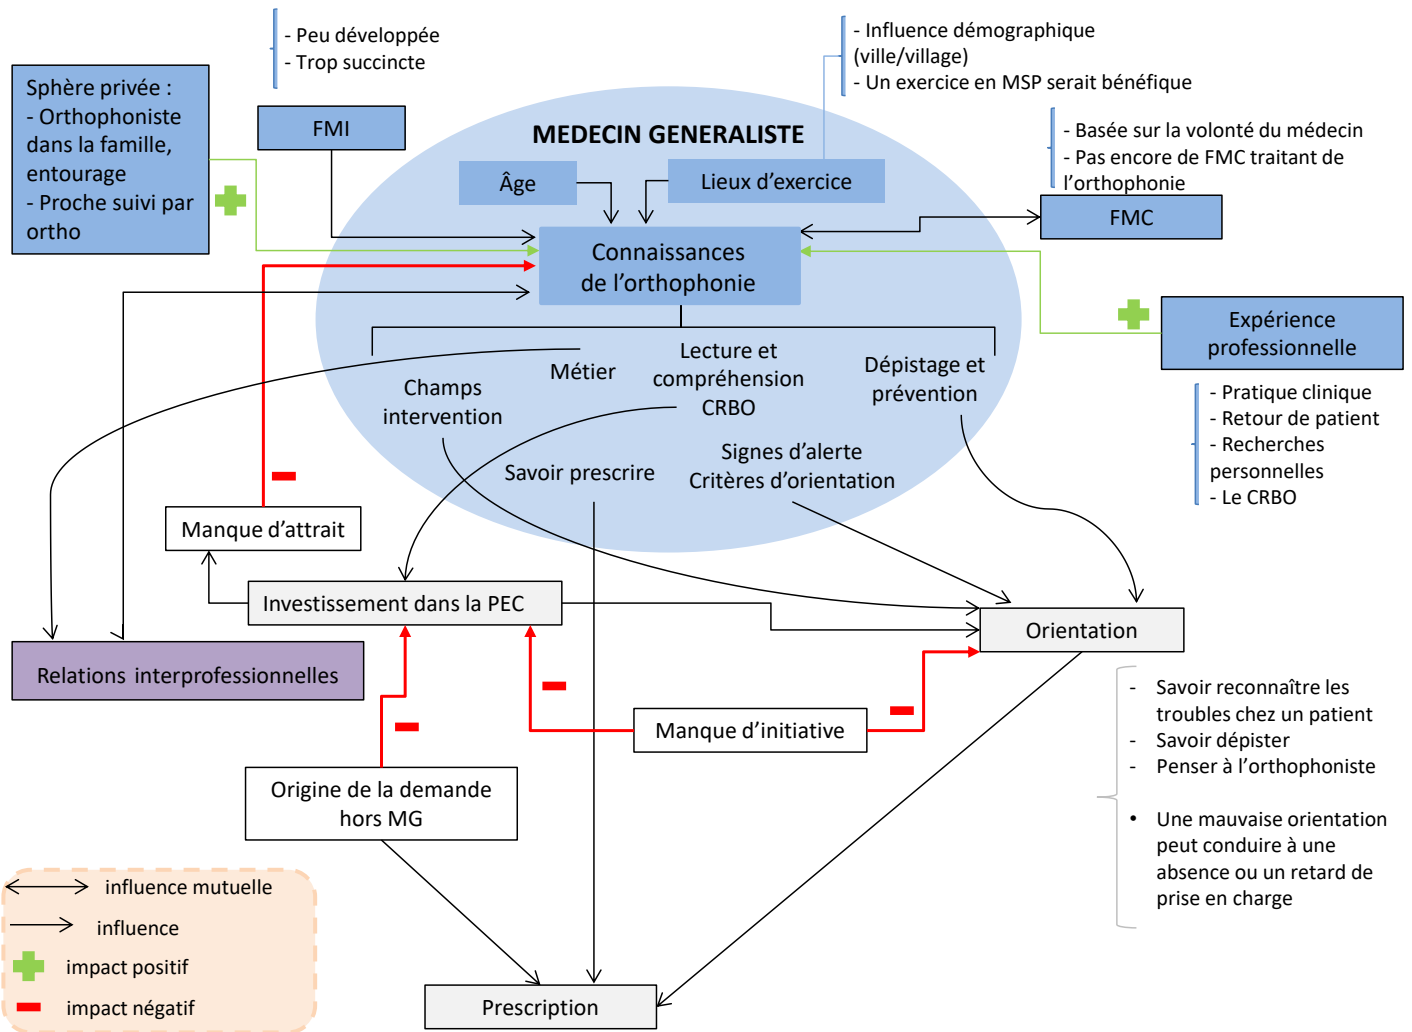 - Peu développée
- Trop succincte
- Influence démographique
(ville/village)
- Un exercice en MSP serait bénéfique
Sphère privée :
- Orthophoniste
dans la famille,
entourage
- Proche suivi par
ortho
FMI
MEDECIN GENERALISTE
- Basée sur la volonté du médecin
- Pas encore de FMC traitant de
l'orthophonie
Âge
Lieux d'exercice
FMC
Connaissances
de l'orthophonie
Expérience
professionnelle
- Pratique clinique
- Retour de patient
- Recherches
personnelles
- Le CRBO
Métier
Lecture et
compréhension
CRBO
Dépistage et
prévention
Champs
intervention
Savoir prescrire
Signes d'alerte
Critères d'orientation
Manque d'attrait
Investissement dans la PEC
Orientation
Relations interprofessionnelles
- Savoir reconnaître les
troubles chez un patient
- Savoir dépister
- Penser à l'orthophoniste
• Une mauvaise orientation
peut conduire à une
absence ou un retard de
prise en charge
Manque d'initiative
Origine de la demande
hors MG
influence mutuelle
influence
impact positif
impact négatif
Prescription